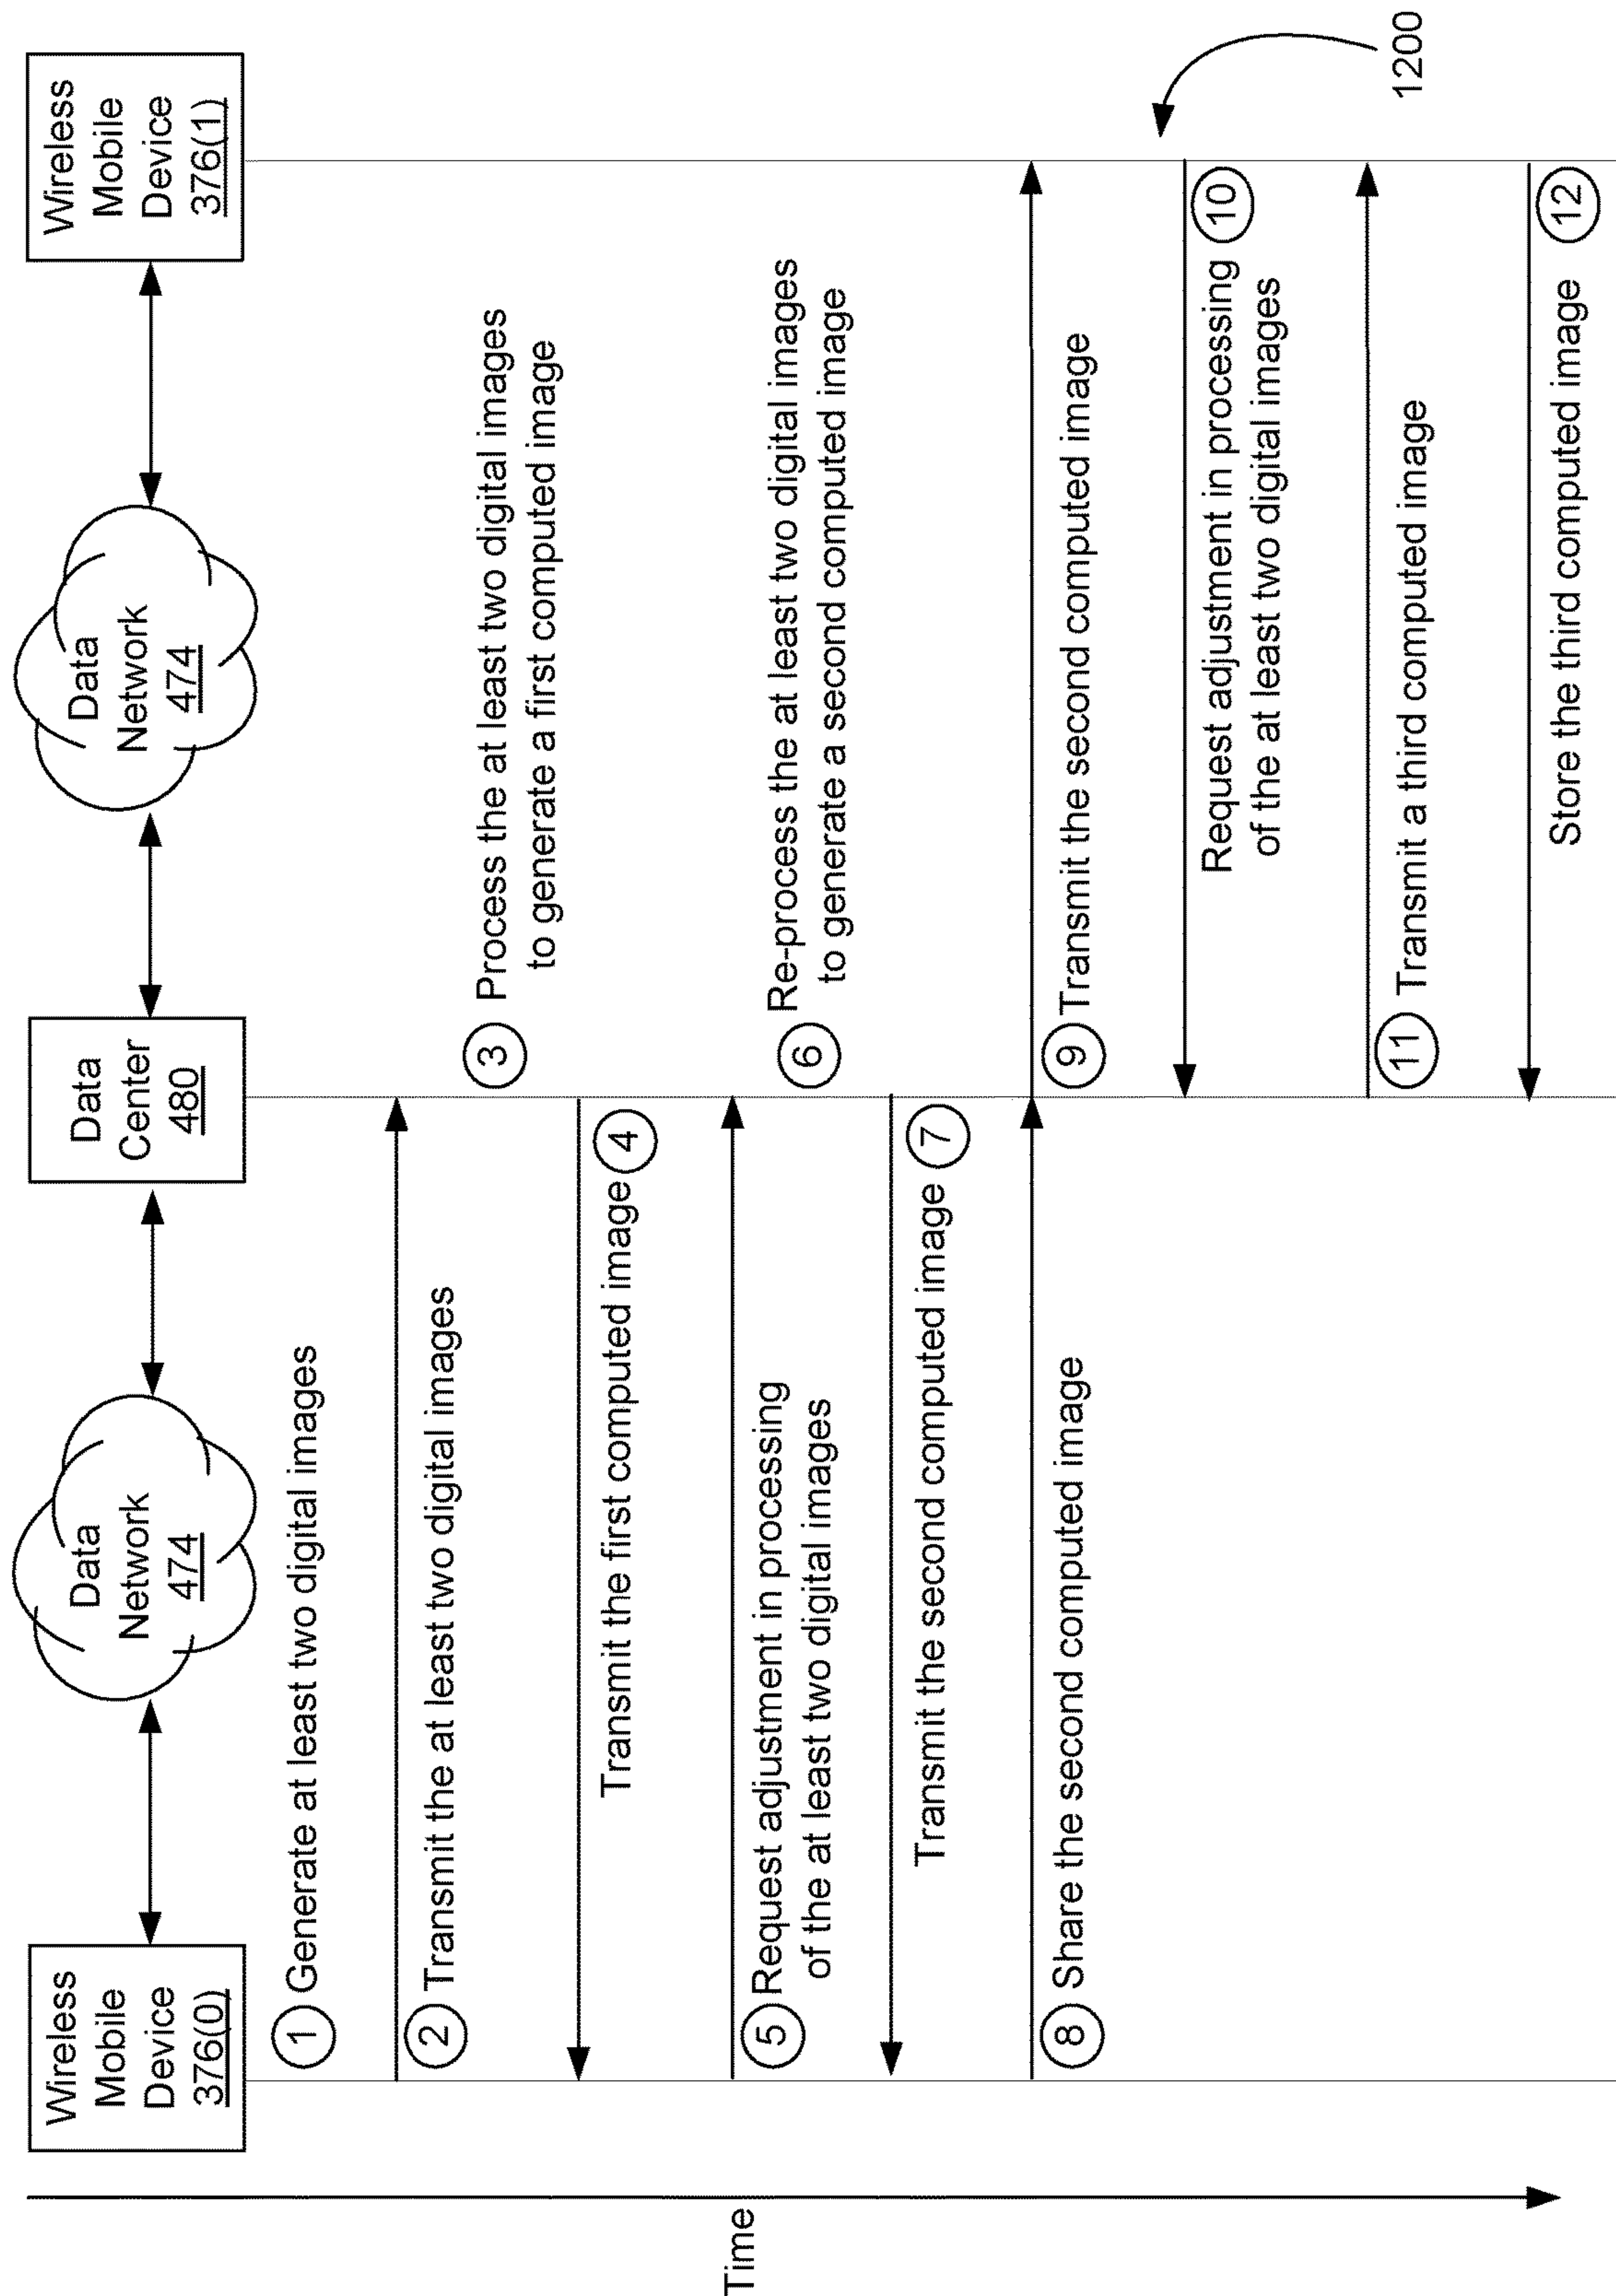 Wireless
Mobile
Device
376(0)
Data
Network
474
Data
Center
480
Data
Network
474
Wireless
Mobile
Device
376(1)
Time
1 Generate at least two digital images
2 Transmit the at least two digital images
3 Process the at least two digital images
to generate a first computed image
Transmit the first computed image 4
5 Request adjustment in processing
of the at least two digital images
6 Re-process the at least two digital images
to generate a second computed image
Transmit the second computed image 7
8 Share the second computed image
9 Transmit the second computed image
1200
Request adjustment in processing 10
of the at least two digital images
11 Transmit a third computed image
Store the third computed image 12